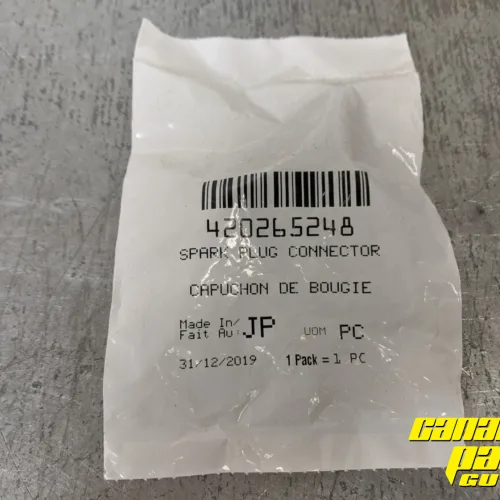 420265248
SPARK PLUG CONNECTOR
CAPUCHON DE BOUGIE
Made In/
Fait Au: JP UOM PC
31/12/2019 1 Pack = 1 PC